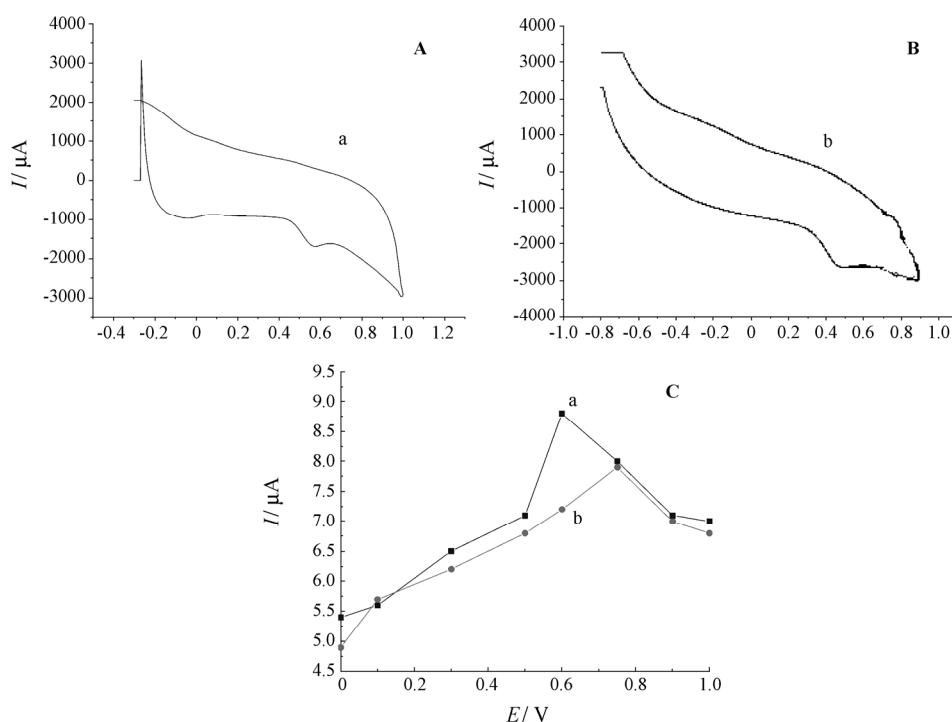 4000
3000
2000
1000
0
-1000
-2000
-3000
I / μA
A
a
-0.4 -0.2 0 0.2 0.4 0.6 0.8 1.0 1.2
4000
3000
2000
1000
0
-1000
-2000
-3000
-4000
I / μA
B
b
-1.0 -0.8 -0.6 -0.4 -0.2 0 0.2 0.4 0.6 0.8 1.0
9.5
9.0
8.5
8.0
7.5
7.0
6.5
6.0
5.5
5.0
4.5
I / μA
C
a
b
0 0.2 0.4 0.6 0.8 1.0
E / V